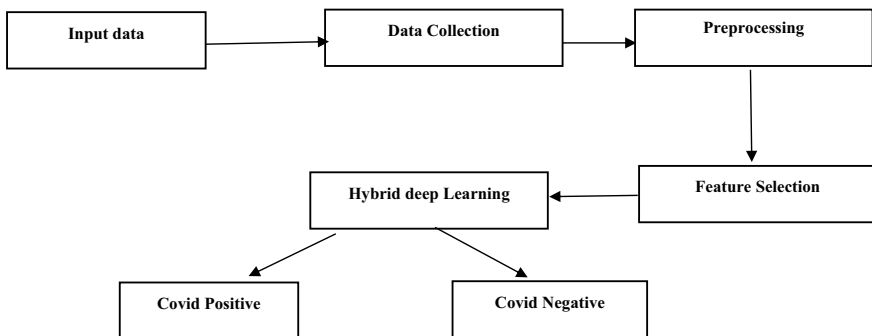 Input data
Data Collection
Preprocessing
Feature Selection
Hybrid deep Learning
Covid Positive
Covid Negative